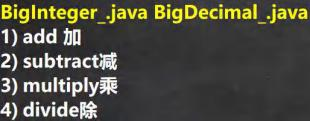 BigInteger_.java BigDecimal_.java
1) add 加
2) subtract减
3) multiply乘
4) divide除